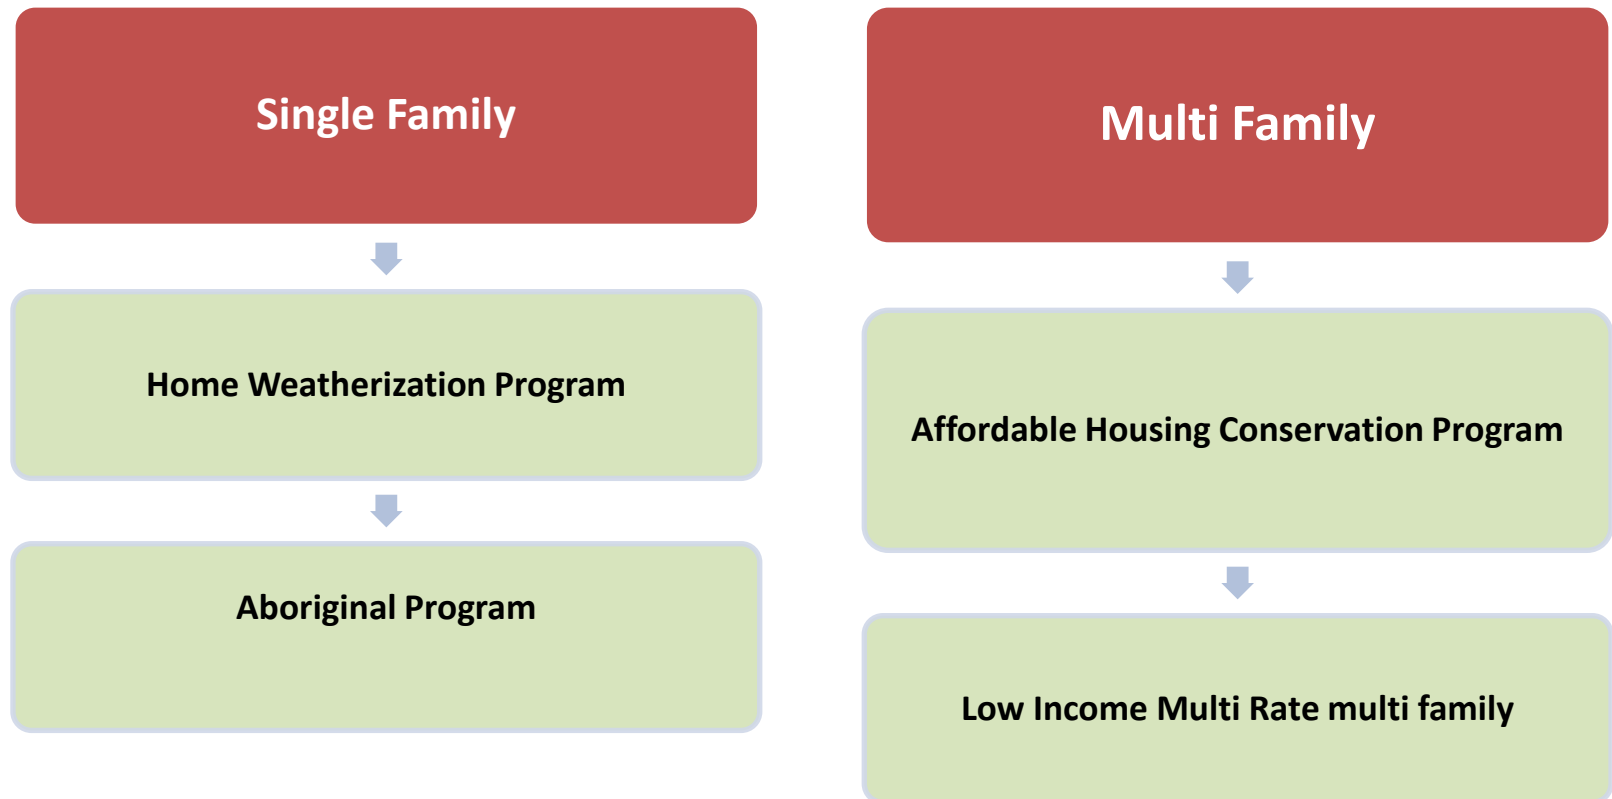 Single Family
Home Weatherization Program
Aboriginal Program
Multi Family
Affordable Housing Conservation Program
Low Income Multi Rate multi family